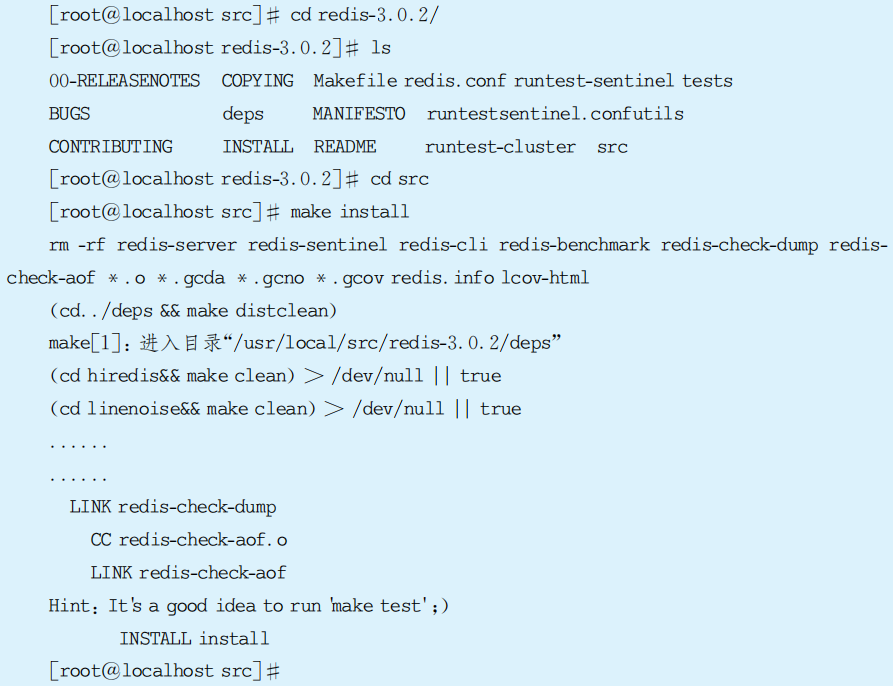 [root@localhost src]# cd redis-3.0.2/
[root@localhost redis-3.0.2]# ls
00-RELEASENOTES COPYING Makefile redis.conf runtest-sentinel tests
BUGS deps MANIFESTO runtestsentinel.confutils
CONTRIBUTING INSTALL README runtest-cluster src
[root@localhost redis-3.0.2]# cd src
[root@localhost src]# make install
rm -rf redis-server redis-sentinel redis-cli redis-benchmark redis-check-dump redis-
check-aof *.o *.gcda *.gcno *.gcov redis.info lcov-html
(cd../deps && make distclean)
make[1]: 进入目录“/usr/local/src/redis-3.0.2/deps”
(cd hiredis&& make clean) > /dev/null || true
(cd linenoise&& make clean) > /dev/null || true
......
......
LINK redis-check-dump
CC redis-check-aof.o
LINK redis-check-aof
Hint: It's a good idea to run 'make test' ;)
INSTALL install
[root@localhost src]#